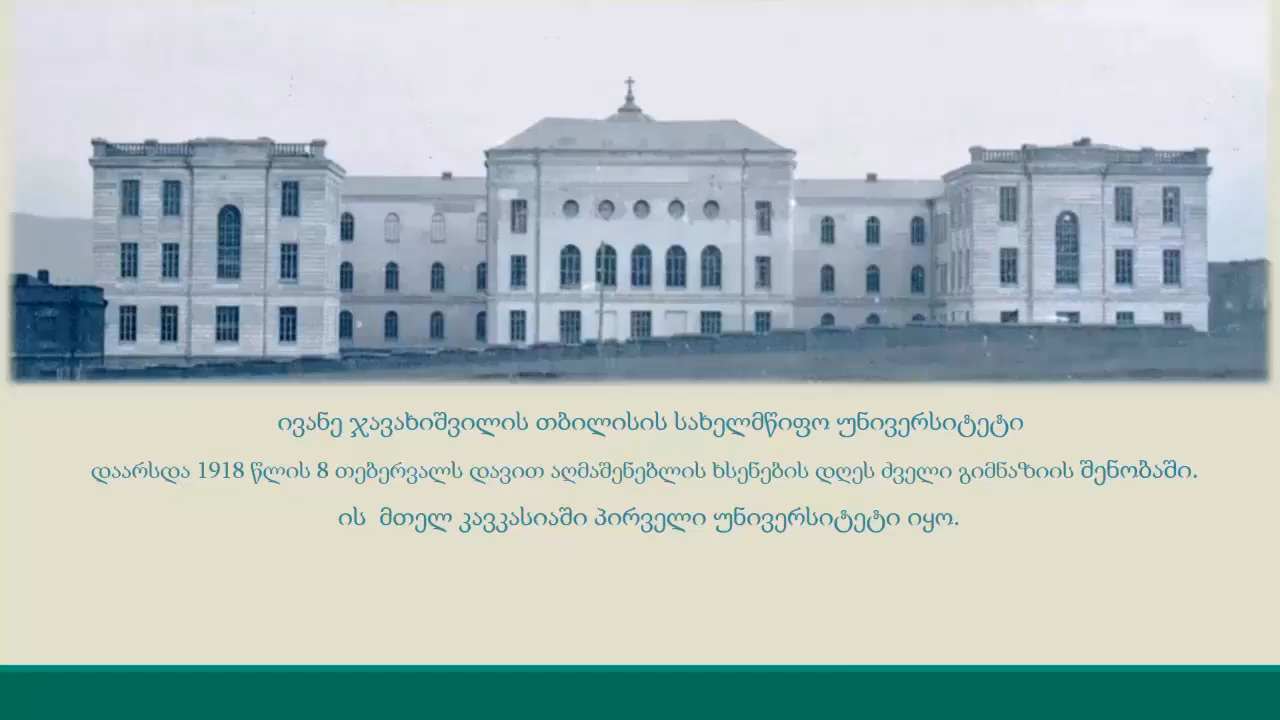 ივანე ჯავახიშვილის თბილისის სახელმწიფო უნივერსიტეტი
დაარსდა 1918 წლის 8 თებერვალს დავით აღმაშენებლის ხსენების დღეს ძველი გიმნაზიის შენობაში.
ის მთელ კავკასიაში პირველი უნივერსიტეტი იყო.